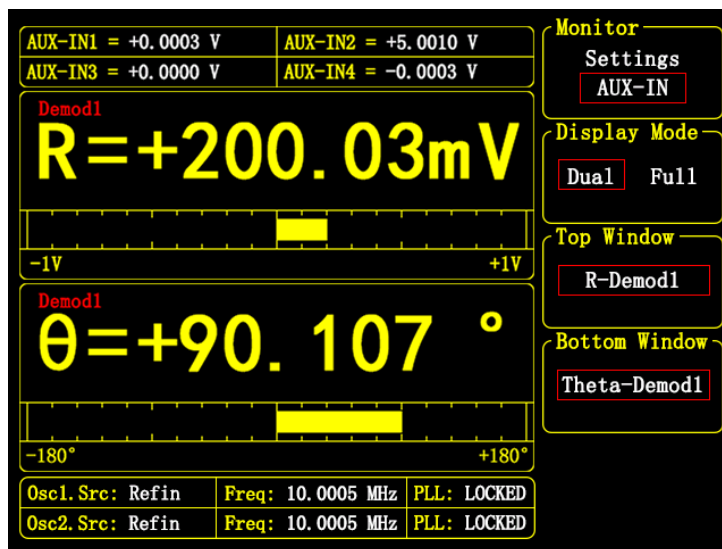 AUX-IN1 = +0.0003 V AUX-IN2 = +5.0010 V
AUX-IN3 = +0.0000 V AUX-IN4 = -0.0003 V
Demod1
R=+200.03mV
-1V +1V
Demod1
θ=+90.107 °
-180° +180°
Osc1.Src: Refin Freq: 10.0005 MHz PLL: LOCKED
Osc2.Src: Refin Freq: 10.0005 MHz PLL: LOCKED
Monitor
Settings
AUX-IN
Display Mode
Dual Full
Top Window
R-Demod1
Bottom Window
Theta-Demod1